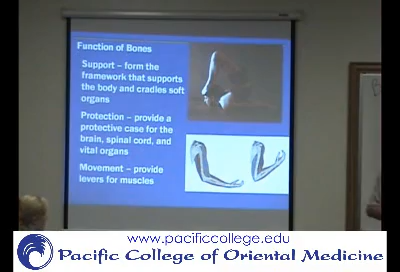 Function of Bones
Support – form the
framework that supports
the body and cradles soft
organs
Protection – provide a
protective case for the
brain, spinal cord, and
vital organs
Movement – provide
levers for muscles
www.pacificcollege.edu
Pacific College of Oriental Medicine